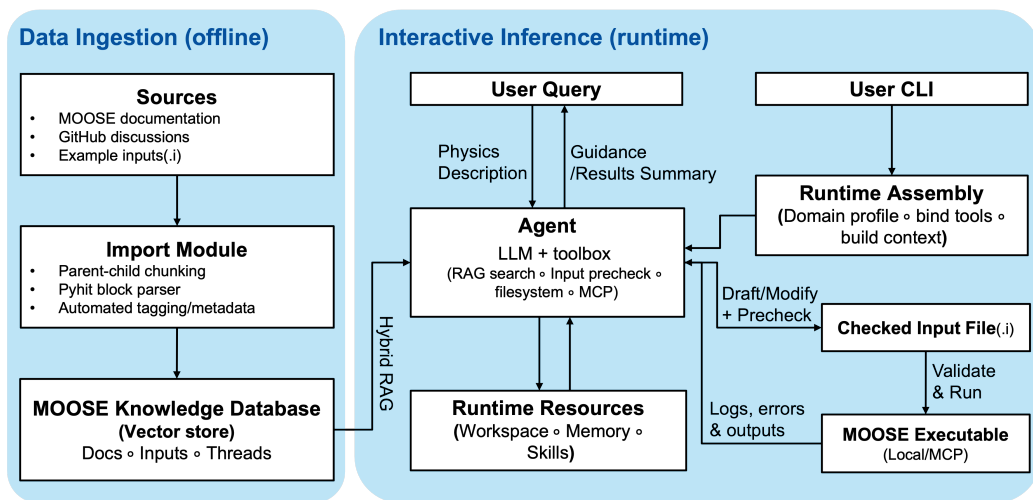 Data Ingestion (offline)
Sources
• MOOSE documentation
• GitHub discussions
• Example inputs(.i)
Import Module
• Parent-child chunking
• Pyhit block parser
• Automated tagging/metadata
MOOSE Knowledge Database
(Vector store)
Docs ∘ Inputs ∘ Threads
Hybrid RAG
Interactive Inference (runtime)
User Query
Physics
Description
Guidance
/Results Summary
Agent
LLM + toolbox
(RAG search ∘ Input precheck ∘
filesystem ∘ MCP)
Runtime Resources
(Workspace ∘ Memory ∘
Skills)
User CLI
Runtime Assembly
(Domain profile ∘ bind tools ∘
build context)
Draft/Modify
+ Precheck
Checked Input File(.i)
Validate
& Run
Logs, errors
& outputs
MOOSE Executable
(Local/MCP)